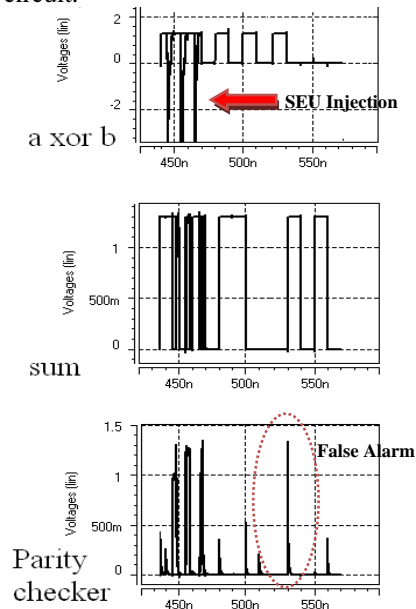 circuit.
2
0
-2
Voltages (lin)
SEU Injection
a xor b
450n 500n 550n
1
500m
0
Voltages (lin)
sum
450n 500n 550n
1.5
1
500m
0
Voltages (lin)
False Alarm
Parity
checker
450n 500n 550n